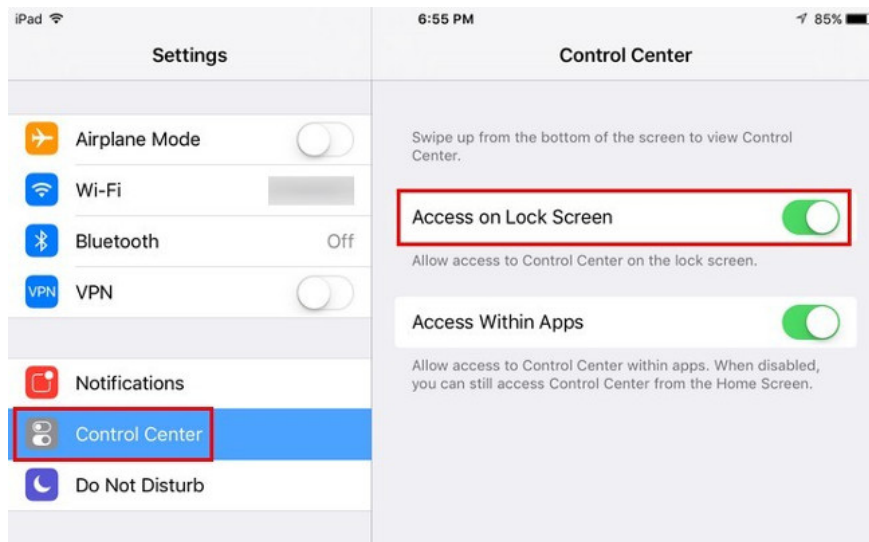 iPad 6:55 PM 85%
Settings
Control Center
Airplane Mode
Wi-Fi
Bluetooth Off
VPN VPN
Notifications
Control Center
Do Not Disturb
Swipe up from the bottom of the screen to view Control
Center.
Access on Lock Screen
Allow access to Control Center on the lock screen.
Access Within Apps
Allow access to Control Center within apps. When disabled,
you can still access Control Center from the Home Screen.